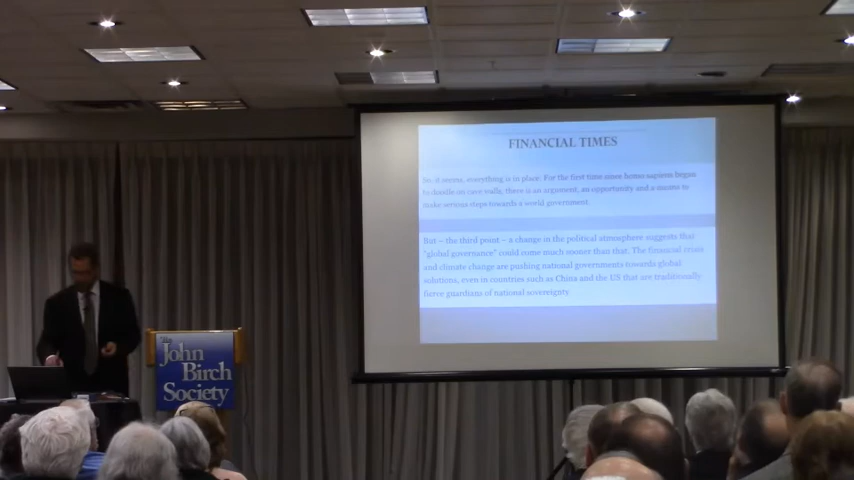 The
John
Birch
Society
FINANCIAL TIMES
So, it seems, everything is in place. For the first time since homo sapiens began
to doodle on cave walls, there is an argument, an opportunity and a means to
make serious steps towards a world government.
But – the third point – a change in the political atmosphere suggests that
"global governance" could come much sooner than that. The financial crisis
and climate change are pushing national governments towards global
solutions, even in countries such as China and the US that are traditionally
fierce guardians of national sovereignty